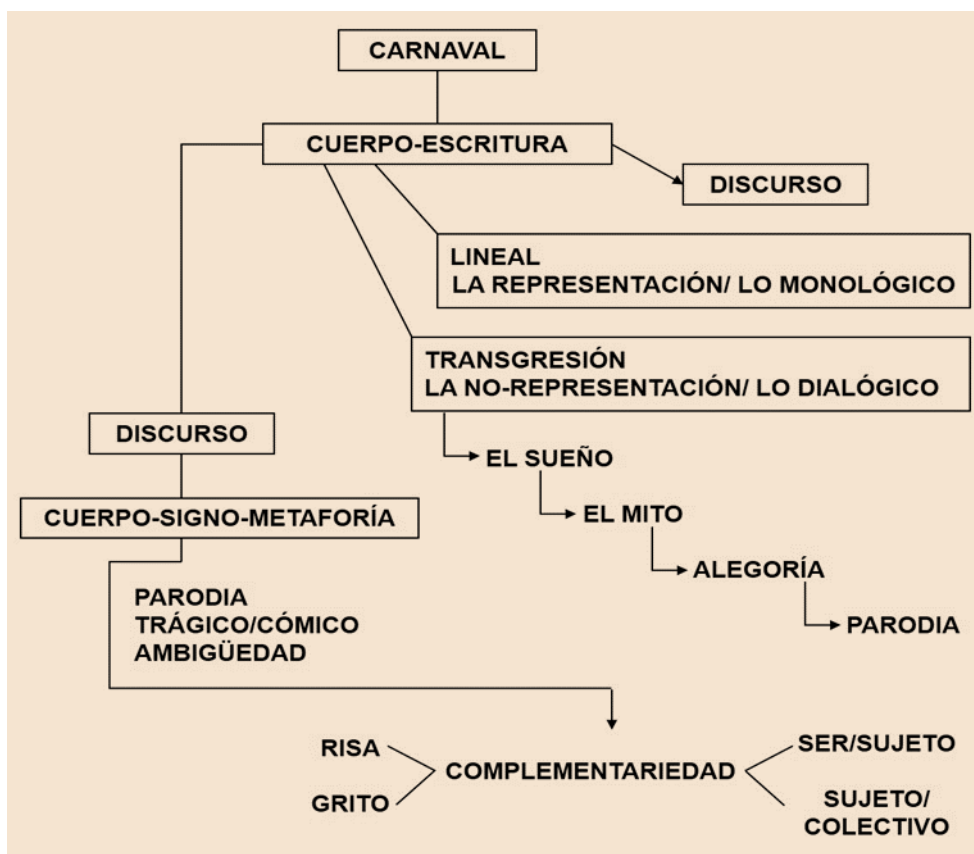 CARNAVAL
CUERPO-ESCRITURA
DISCURSO
LINEAL
LA REPRESENTACIÓN/ LO MONOLÓGICO
TRANSGRESIÓN
LA NO-REPRESENTACIÓN/ LO DIALÓGICO
DISCURSO
EL SUEÑO
CUERPO-SIGNO-METAFORÍA
EL MITO
ALEGORÍA
PARODIA
TRÁGICO/CÓMICO
AMBIGÜEDAD
PARODIA
RISA
GRITO
COMPLEMENTARIEDAD
SER/SUJETO
SUJETO/
COLECTIVO